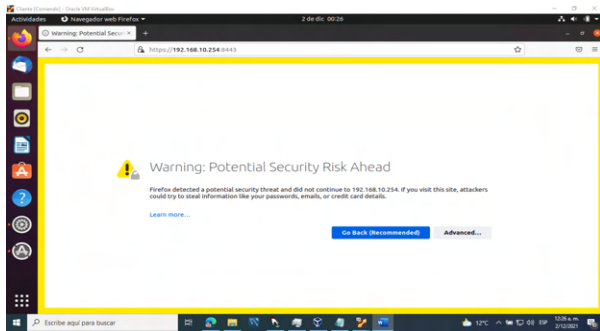 Cliente [Corriendo] - Oracle VM VirtualBox
Actividades Navegador web Firefox 2 de dic 00:26
Warning: Potential Securi
https://192.168.10.254:8443
Warning: Potential Security Risk Ahead
Firefox detected a potential security threat and did not continue to 192.168.10.254. If you visit this site, attackers
could try to steal information like your passwords, emails, or credit card details.
Learn more...
Go Back (Recommended) Advanced...
Escribe aquí para buscar
12°C ESP 12:26 a. m.
2/12/2021